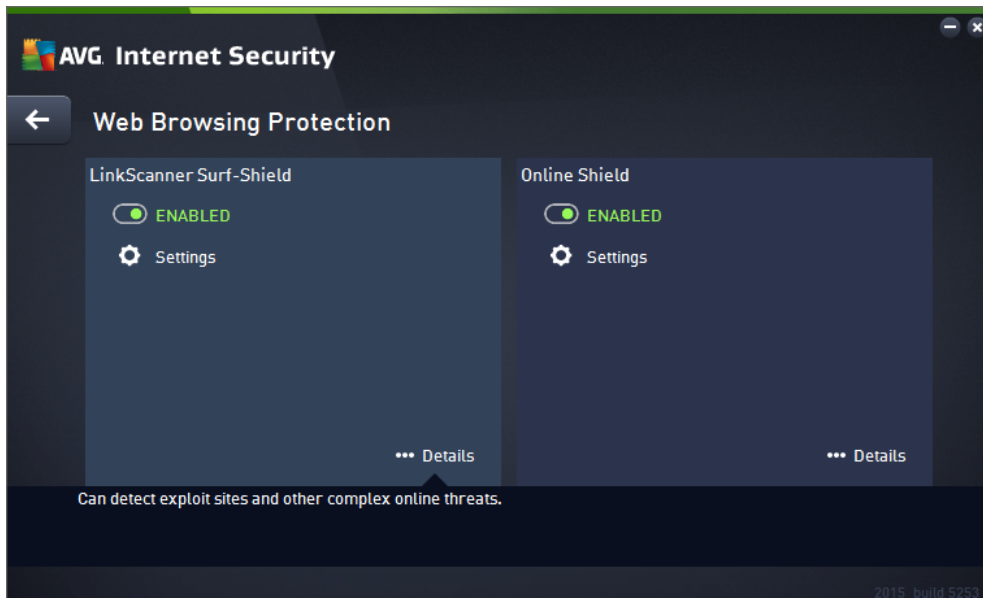 AVG. Internet Security
Web Browsing Protection
LinkScanner Surf-Shield
ENABLED
Settings
••• Details
Online Shield
ENABLED
Settings
••• Details
Can detect exploit sites and other complex online threats.
2015 build 5253